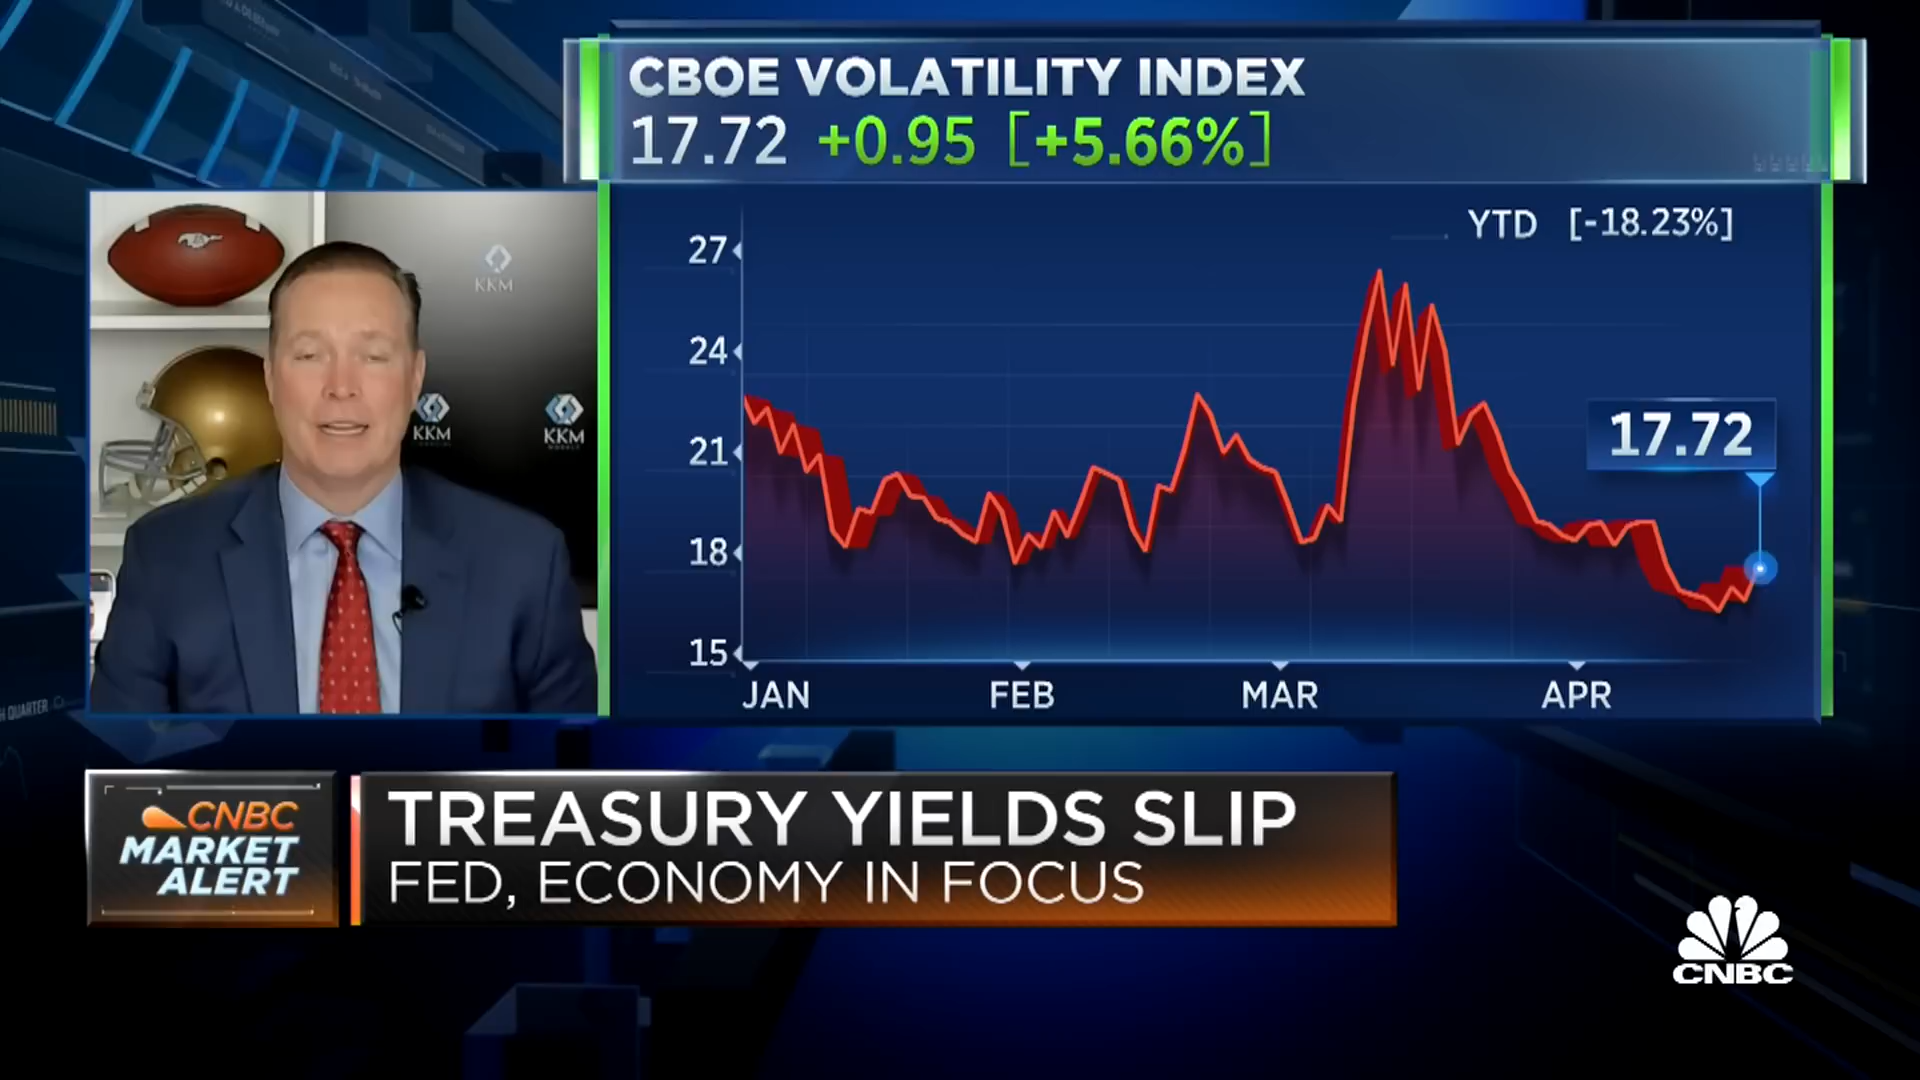 CBOE VOLATILITY INDEX
17.72 +0.95 [+5.66%]
YTD [-18.23%]
27
24
21
18
15
17.72
JAN FEB MAR APR
KKM
KKM
KKM
H QUARTER
CNBC
MARKET
ALERT
TREASURY YIELDS SLIP
FED, ECONOMY IN FOCUS
CNBC